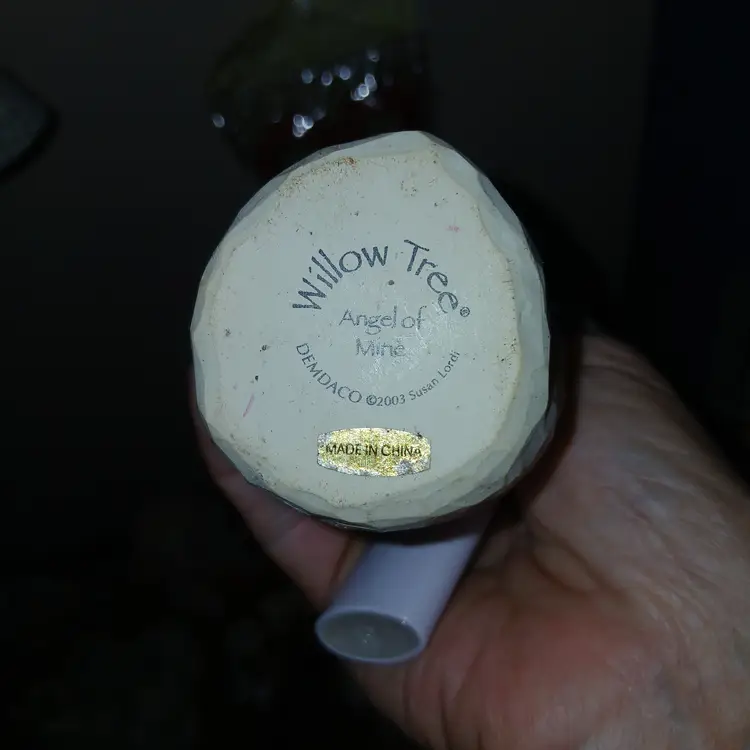 Willow Tree®
Angel of
Mine
DEMDACO ©2003 Susan Lordi
MADE IN CHINA